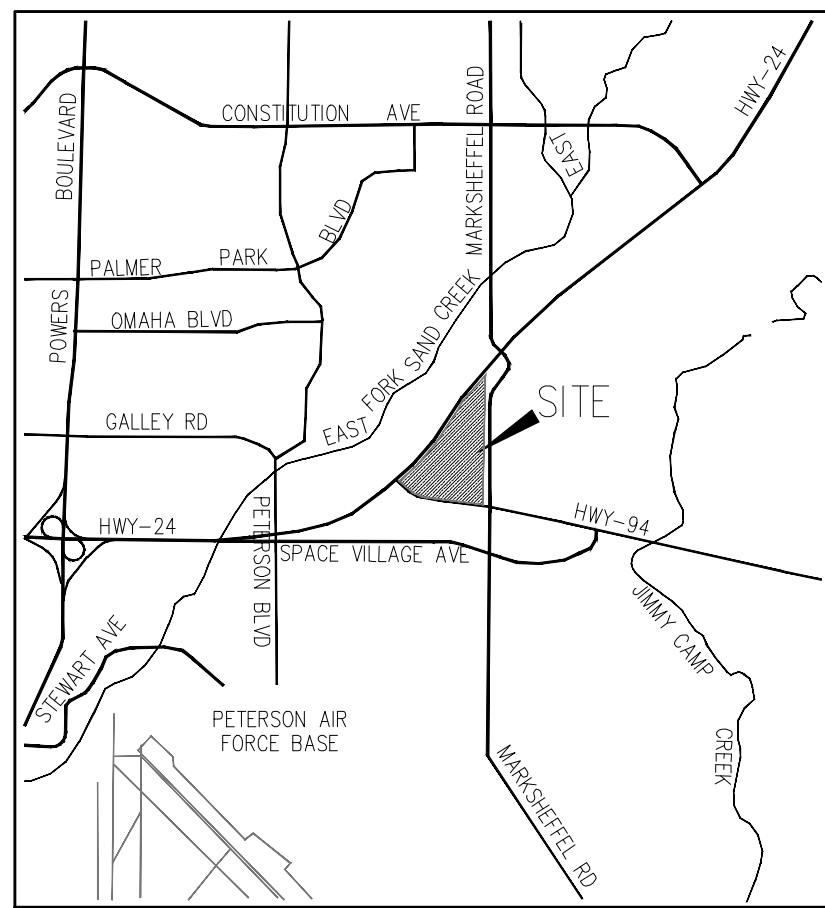 HWY-24
MARKSHEFFEL ROAD
BOULEVARD
CONSTITUTION AVE
EAST
BLVD
PARK
PALMER
POWERS
OMAHA BLVD
EAST FORK SAND CREEK
SITE
GALLEY RD
HWY-24
PETERSON BLVD
SPACE VILLAGE AVE
HWY-94
STEWART AVE
JIMMY CAMP
CREEK
PETERSON AIR
FORCE BASE
MARKSHEFFEL RD